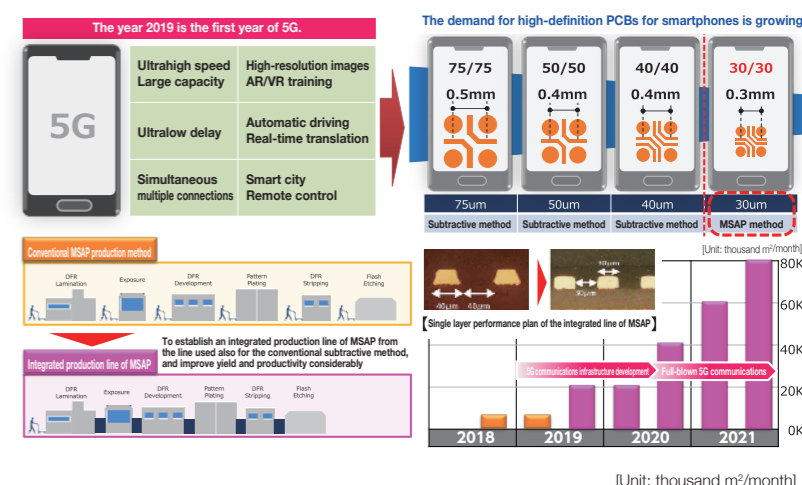 The year 2019 is the first year of 5G.
5G
Ultrahigh speed
Large capacity
High-resolution images
AR/VR training
Ultralow delay
Automatic driving
Real-time translation
Simultaneous
multiple connections
Smart city
Remote control
The demand for high-definition PCBs for smartphones is growing
75/75
0.5mm
50/50
0.4mm
40/40
0.4mm
30/30
0.3mm
75um
50um
40um
30um
Subtractive method
Subtractive method
Subtractive method
MSAP method
Conventional MSAP production method
DFR
Lamination
Exposure
DFR
Development
Pattern
Plating
DFR
Stripping
Flash
Etching
To establish an integrated production line of MSAP from
the line used also for the conventional subtractive method,
and improve yield and productivity considerably
Integrated production line of MSAP
DFR
Lamination
Exposure
DFR
Development
Pattern
Plating
DFR
Stripping
Flash
Etching
40μm
40μm
30μm
30μm
【Single layer performance plan of the integrated line of MSAP】
[Unit: thousand m²/month]
80K
60K
40K
20K
0K
5G communications infrastructure development
Full-blown 5G communications
2018
2019
2020
2021
[Unit: thousand m²/month]